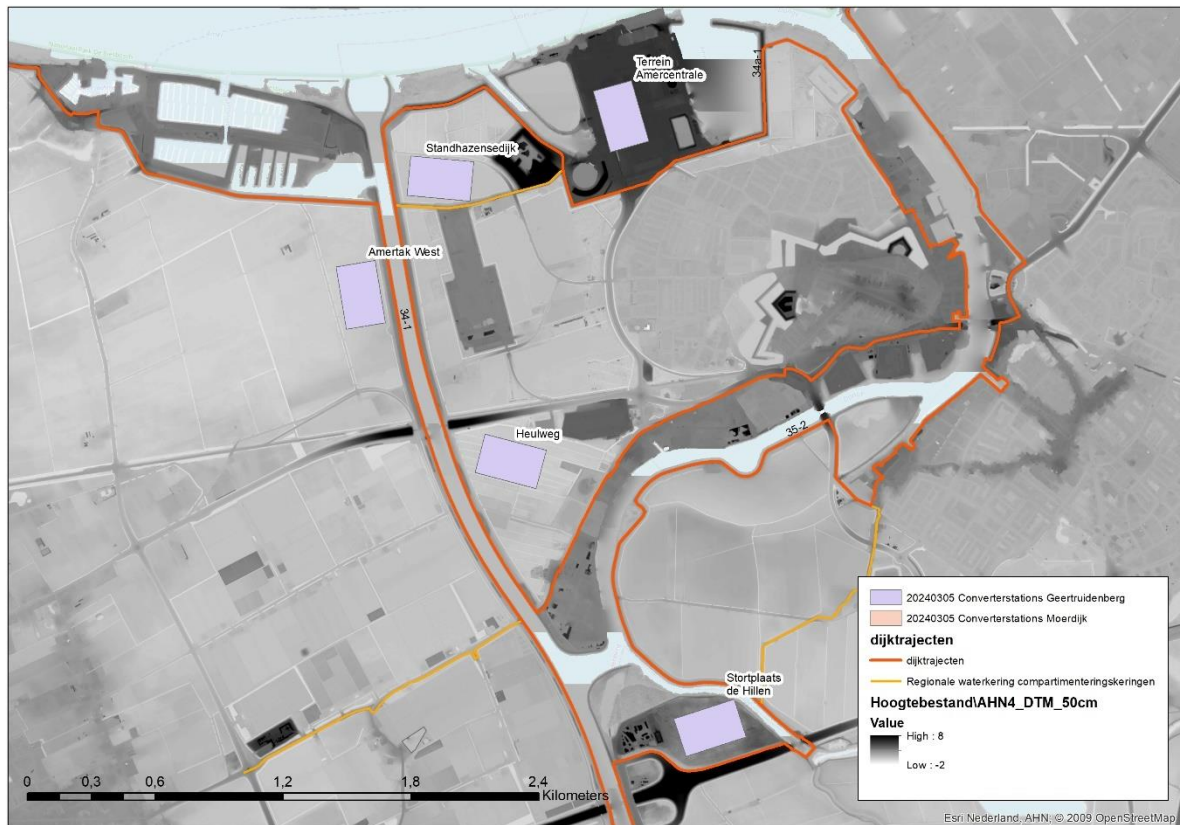 Terrein
Amercentrale
34a-1
Standhazensedijk
Amertak West
34-1
Heulweg
35-2
Stortplaats
de Hillen
20240305 Converterstations Geertruidenberg
20240305 Converterstations Moerdijk
dijktrajecten
dijktrajecten
Regionale waterkering compartimenteringskeringen
Hoogtebestand\AHN4_DTM_50cm
Value
High : 8
Low : -2
0 0,3 0,6 1,2 1,8 2,4
Kilometers
Esri Nederland, AHN, © 2009 OpenStreetMap